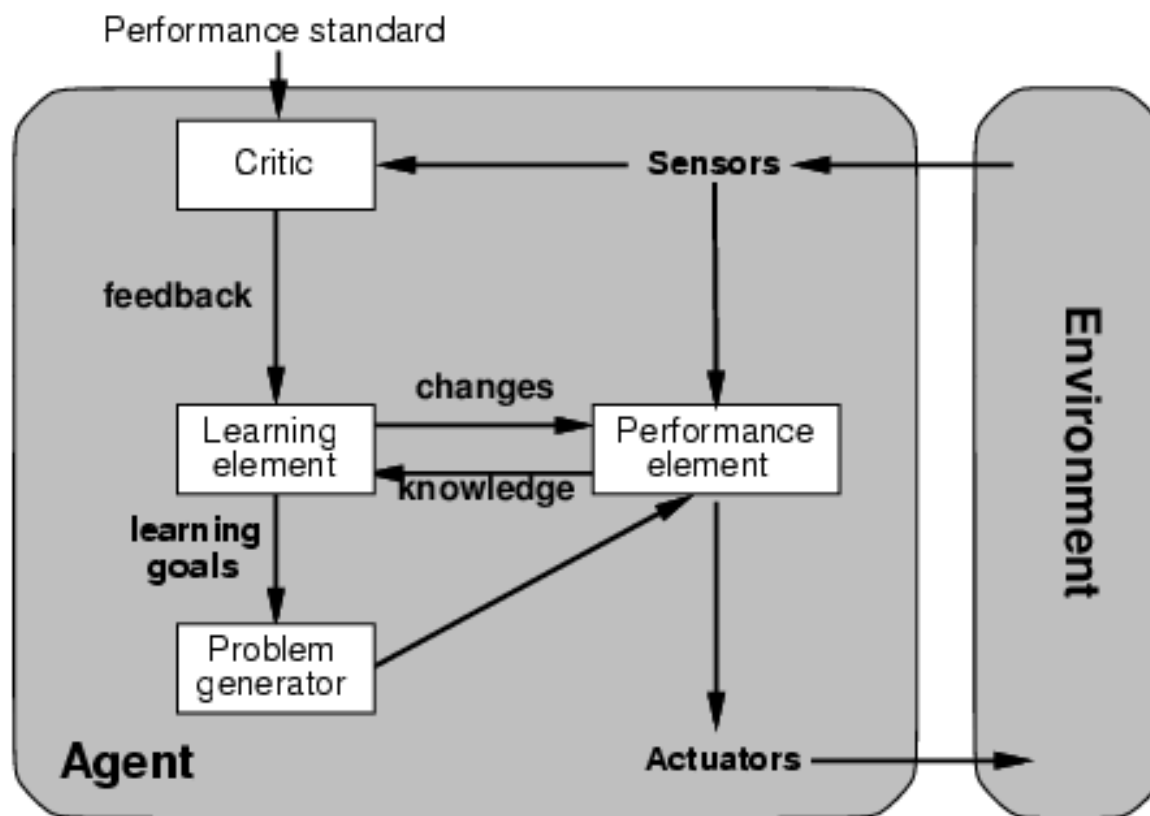 Performance standard
Critic
Sensors
feedback
changes
Learning
element
Performance
element
knowledge
learning
goals
Problem
generator
Agent
Actuators
Environment